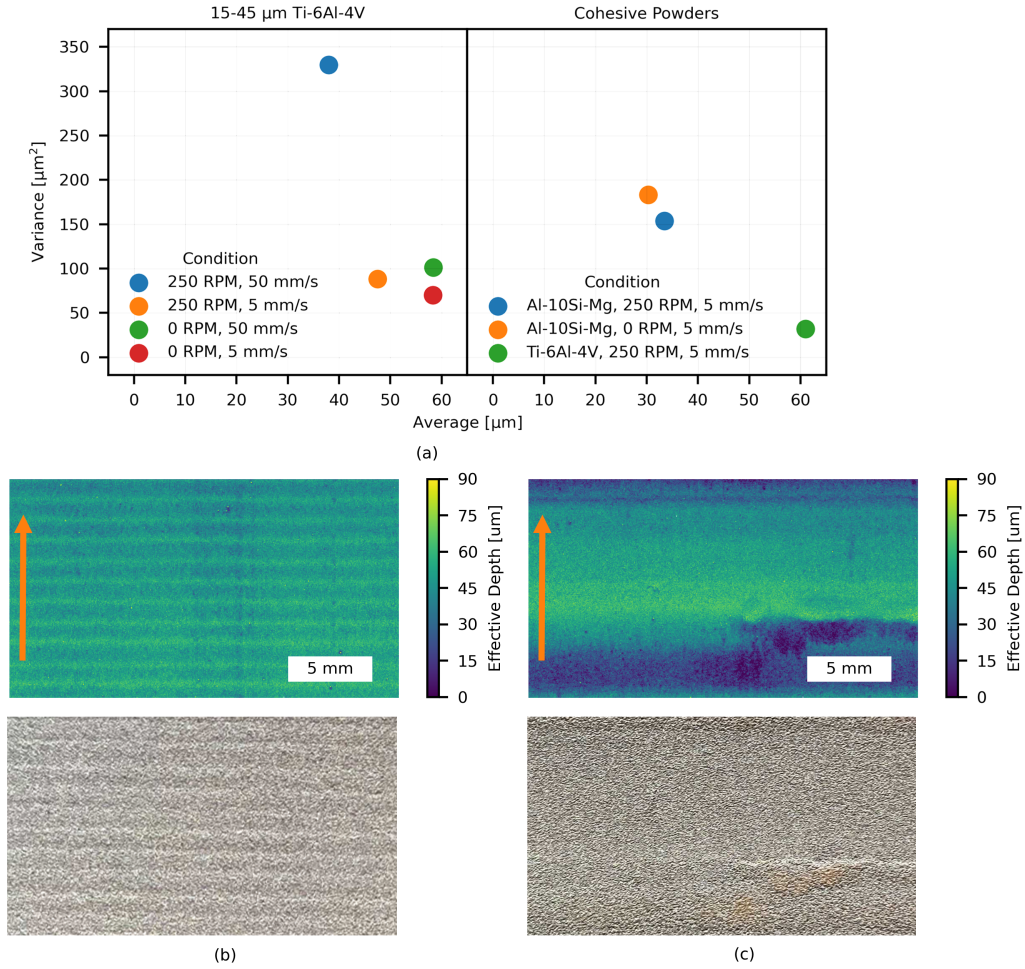 15-45 µm Ti-6Al-4V
Cohesive Powders
Variance [µm²]
350
300
250
200
150
100
50
0
Condition
250 RPM, 50 mm/s
250 RPM, 5 mm/s
0 RPM, 50 mm/s
0 RPM, 5 mm/s
Condition
Al-10Si-Mg, 250 RPM, 5 mm/s
Al-10Si-Mg, 0 RPM, 5 mm/s
Ti-6Al-4V, 250 RPM, 5 mm/s
0 10 20 30 40 50 60
0 10 20 30 40 50 60
Average [µm]
(a)
5 mm
90
75
60
45
30
15
0
Effective Depth [um]
5 mm
90
75
60
45
30
15
0
Effective Depth [um]
(b)
(c)